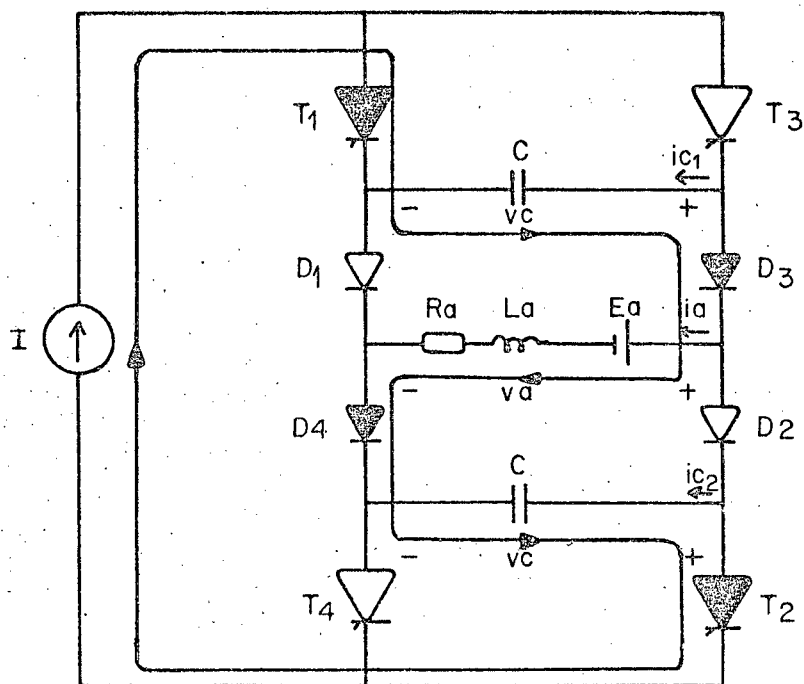 T1
T3
C
ic1
- vc +
D1
D3
Ra La Ea ia
I
- va +
D4
D2
C
ic2
- vc +
T4
T2